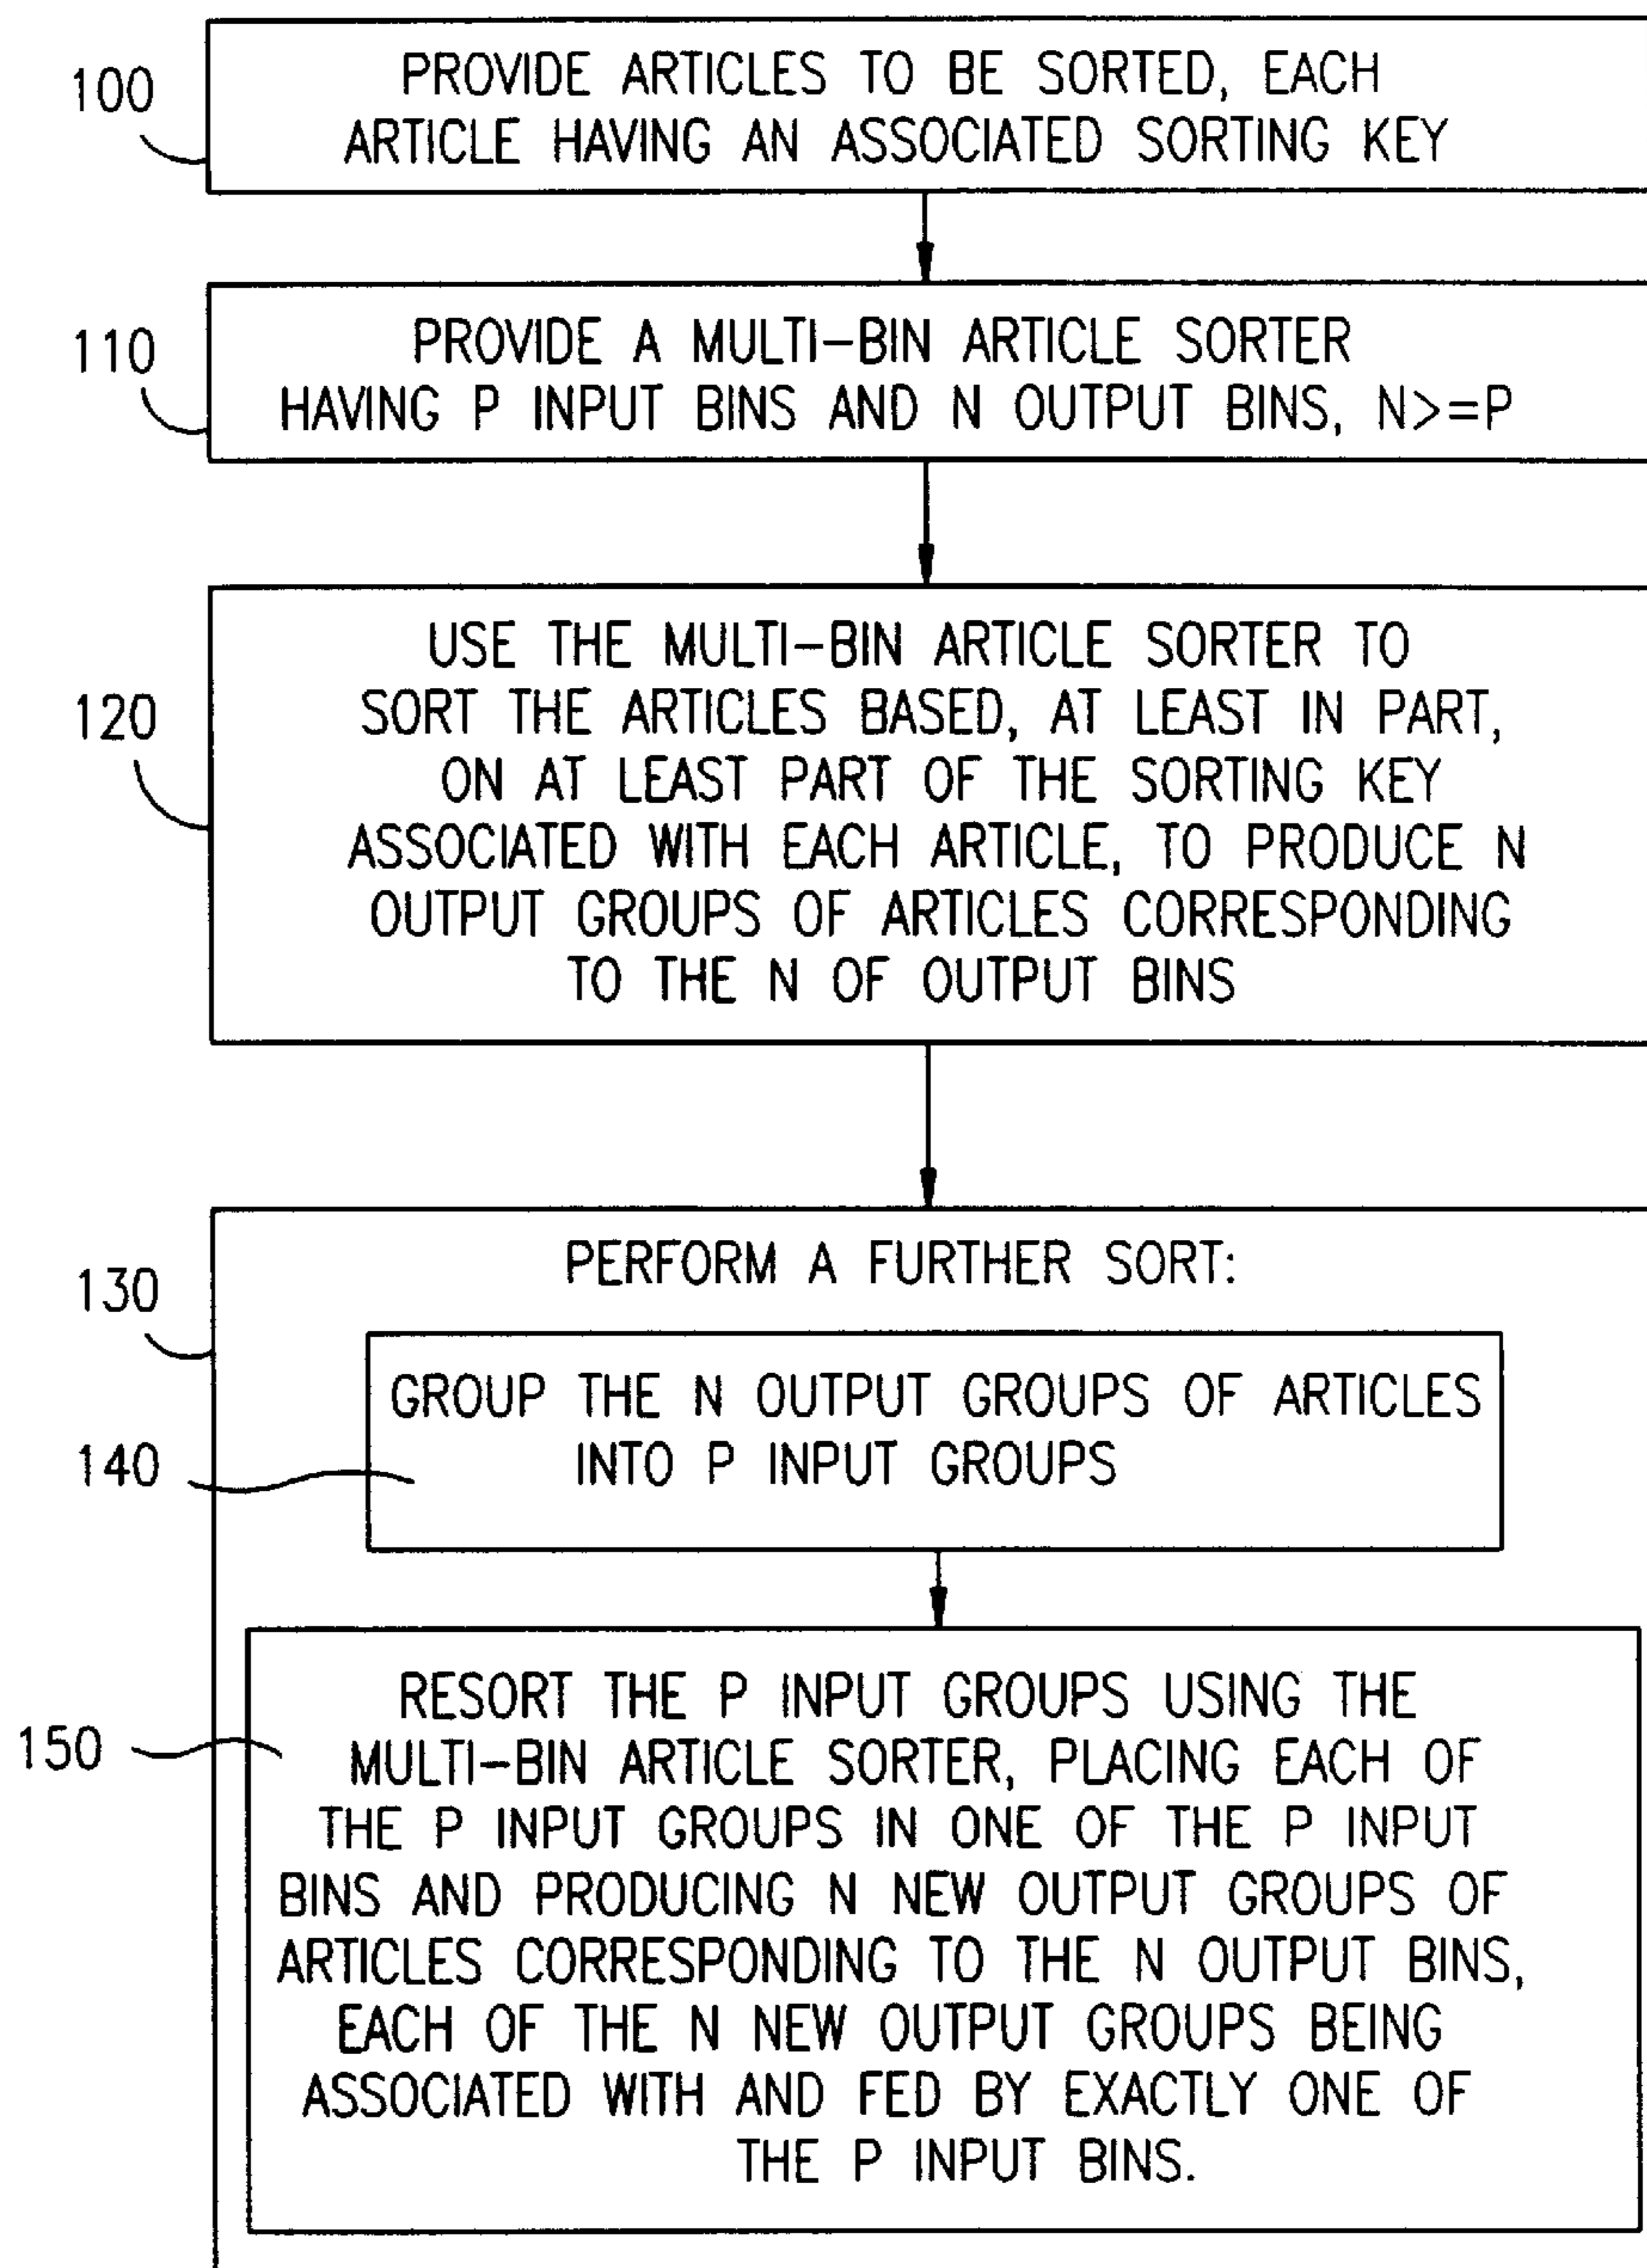 100
PROVIDE ARTICLES TO BE SORTED, EACH
ARTICLE HAVING AN ASSOCIATED SORTING KEY
110
PROVIDE A MULTI-BIN ARTICLE SORTER
HAVING P INPUT BINS AND N OUTPUT BINS, N>=P
120
USE THE MULTI-BIN ARTICLE SORTER TO
SORT THE ARTICLES BASED, AT LEAST IN PART,
ON AT LEAST PART OF THE SORTING KEY
ASSOCIATED WITH EACH ARTICLE, TO PRODUCE N
OUTPUT GROUPS OF ARTICLES CORRESPONDING
TO THE N OF OUTPUT BINS
130
PERFORM A FURTHER SORT:
140
GROUP THE N OUTPUT GROUPS OF ARTICLES
INTO P INPUT GROUPS
150
RESORT THE P INPUT GROUPS USING THE
MULTI-BIN ARTICLE SORTER, PLACING EACH OF
THE P INPUT GROUPS IN ONE OF THE P INPUT
BINS AND PRODUCING N NEW OUTPUT GROUPS OF
ARTICLES CORRESPONDING TO THE N OUTPUT BINS,
EACH OF THE N NEW OUTPUT GROUPS BEING
ASSOCIATED WITH AND FED BY EXACTLY ONE OF
THE P INPUT BINS.